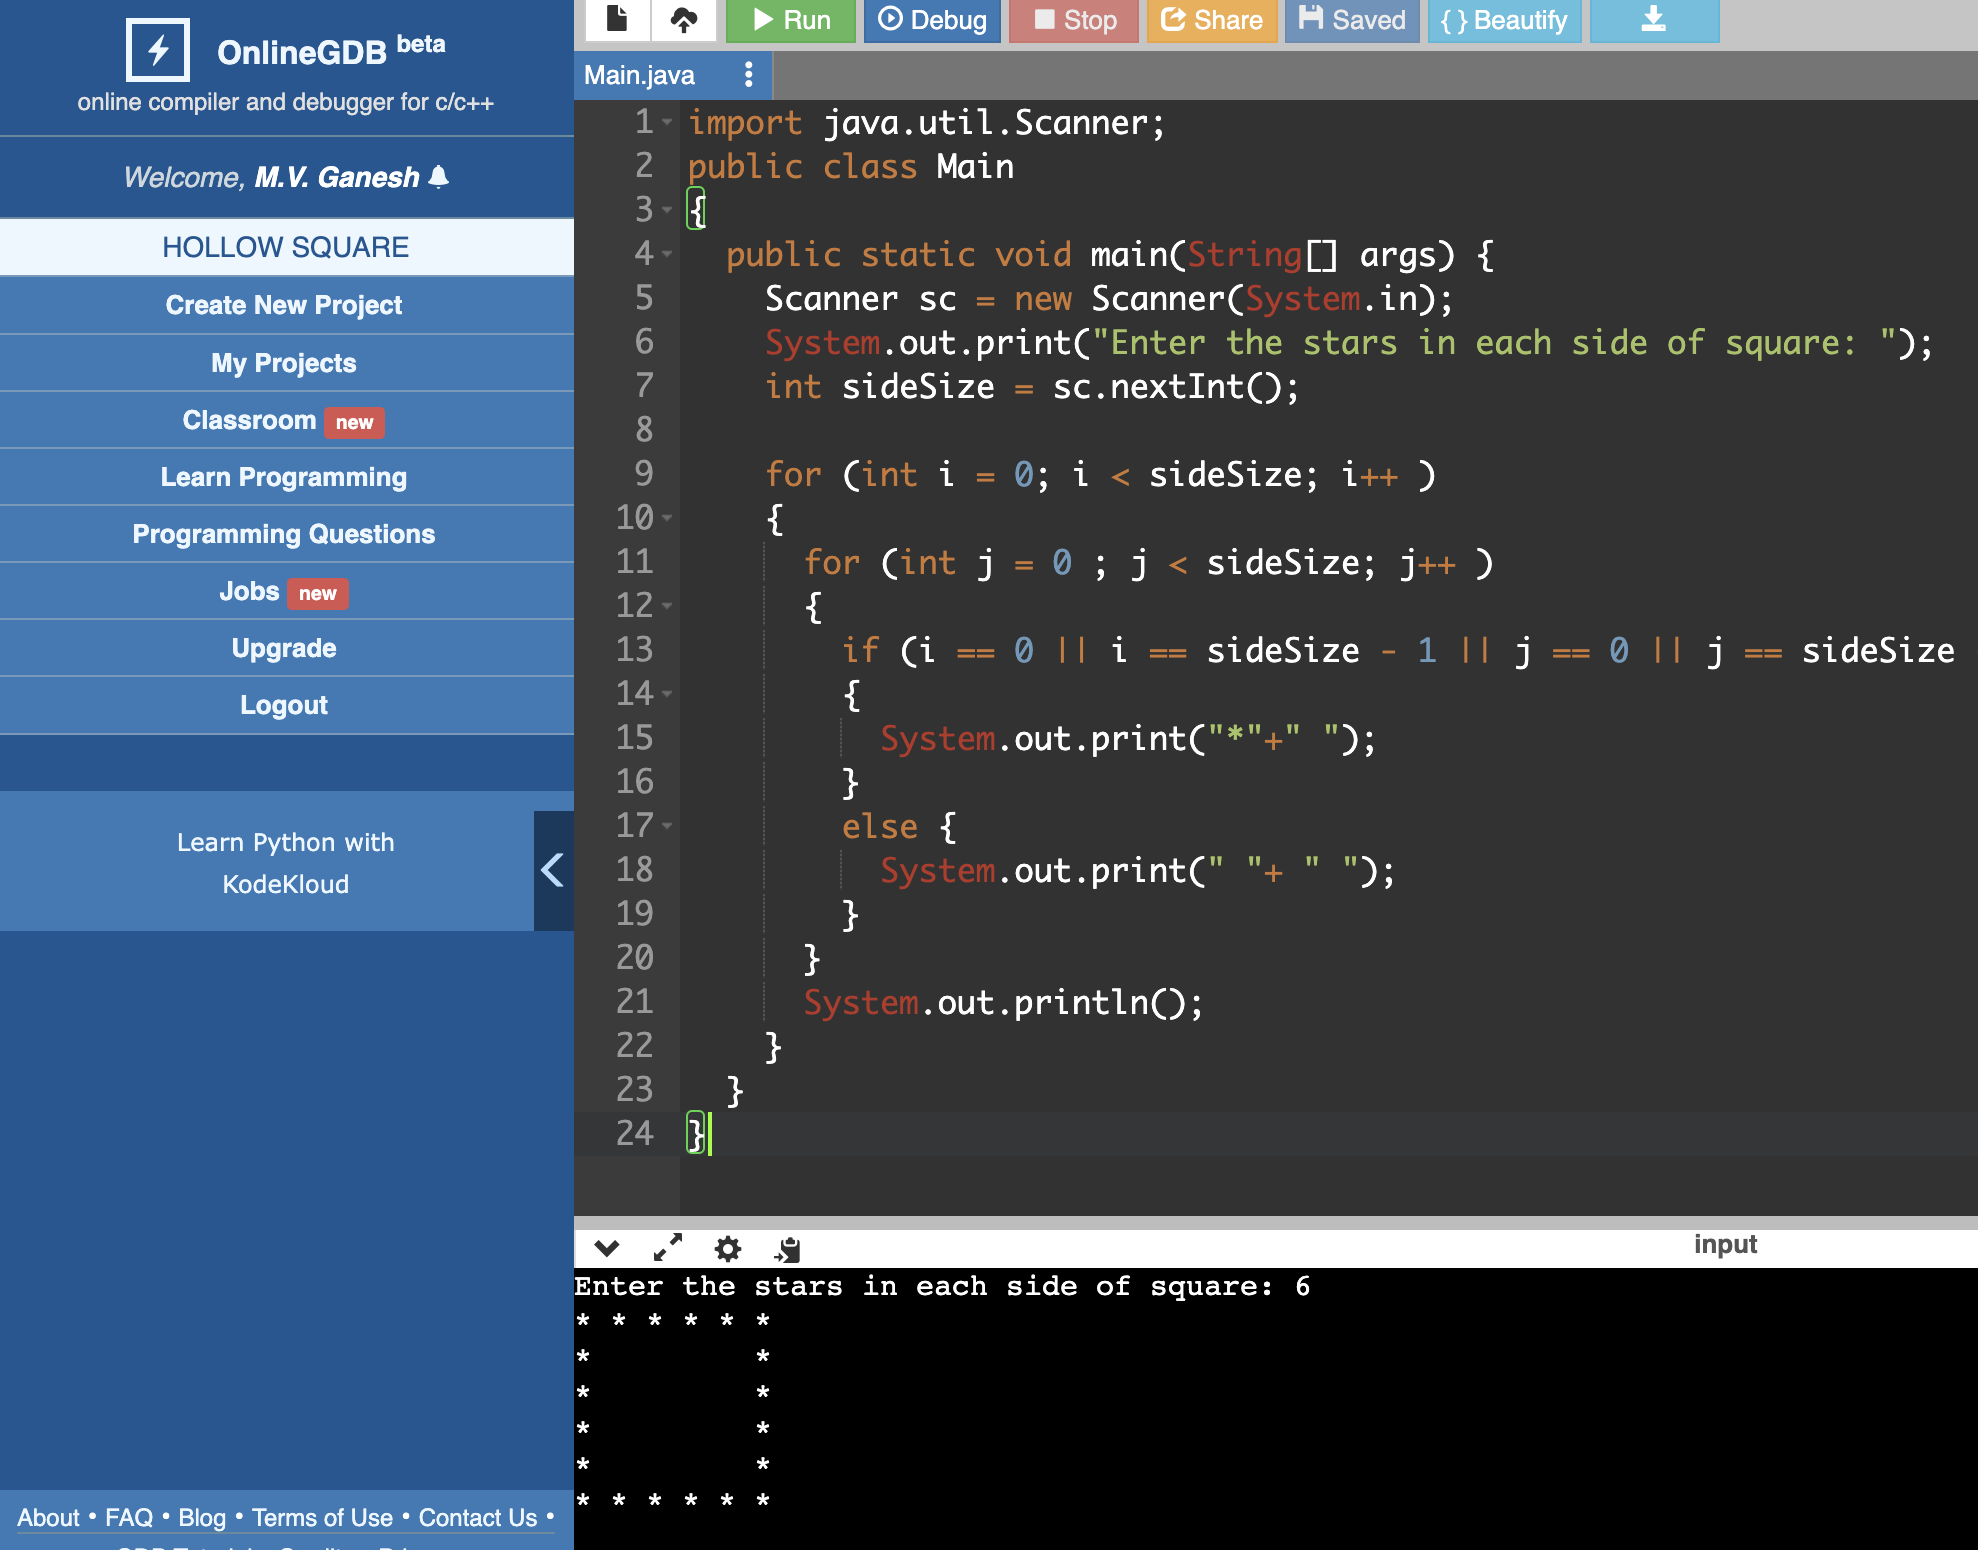 OnlineGDB beta
online compiler and debugger for c/c++
Welcome, M.V. Ganesh
HOLLOW SQUARE
Create New Project
My Projects
Classroom new
Learn Programming
Programming Questions
Jobs new
Upgrade
Logout
Learn Python with
KodeKloud
About • FAQ • Blog • Terms of Use • Contact Us •
Run Debug Stop Share Saved { } Beautify
Main.java
1 import java.util.Scanner;
2 public class Main
3 {
4 public static void main(String[] args) {
5 Scanner sc = new Scanner(System.in);
6 System.out.print("Enter the stars in each side of square: ");
7 int sideSize = sc.nextInt();
8
9 for (int i = 0; i < sideSize; i++ )
10 {
11 for (int j = 0 ; j < sideSize; j++ )
12 {
13 if (i == 0 || i == sideSize - 1 || j == 0 || j == sideSize
14 {
15 System.out.print("*"+" ");
16 }
17 else {
18 System.out.print(" "+ " ");
19 }
20 }
21 System.out.println();
22 }
23 }
24 }
input
Enter the stars in each side of square: 6
* * * * * *
*         *
*         *
*         *
*         *
* * * * * *